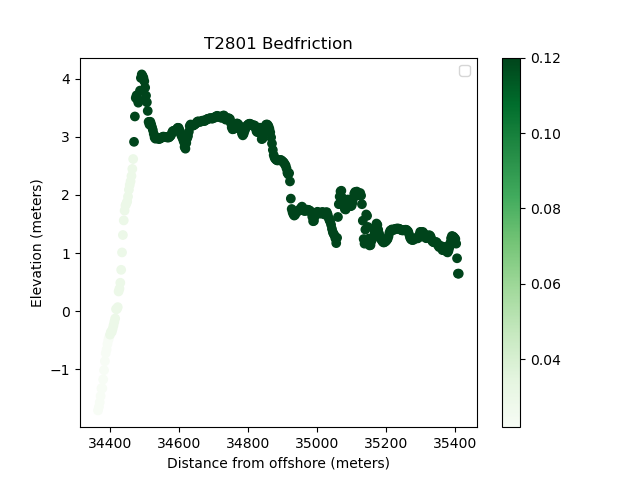 T2801 Bedfriction
4
3
2
1
0
−1
Elevation (meters)
34400 34600 34800 35000 35200 35400
Distance from offshore (meters)
0.12
0.10
0.08
0.06
0.04